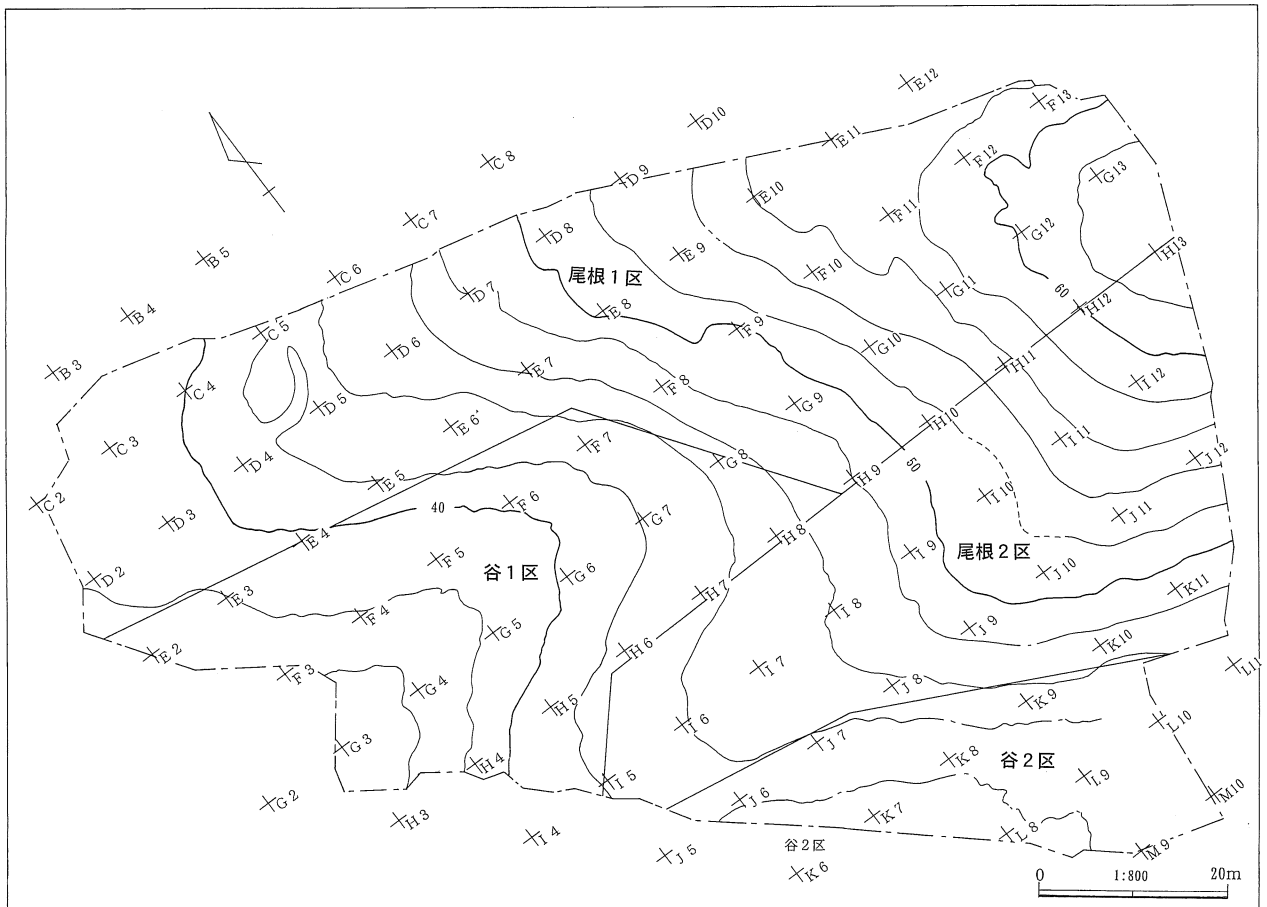 E12
F13
D10
E11
C8
F12
D9
G13
E10
C7
F11
D8
G12
B5
E9
H13
C6
尾根1区
F10
D7
G11
60
B4
E8
H12
C5
F9
D6
G10
B3
E7
H11
C4
F8
I12
D5
G9
E6
H10
C3
F7
I11
D4
G8
J12
50
E5
H9
C2
F6
I10
40
D3
G7
J11
E4
H8
F5
I9
尾根2区
D2
谷1区
G6
J10
E3
H7
K11
F4
I8
G5
J9
E2
H6
K10
F3
I7
L11
G4
J8
H5
K9
I6
L10
G3
J7
H4
K8
谷2区
I5
L9
G2
J6
M10
H3
K7
I4
L8
谷2区
J5
M9
K6
0 1:800 20m